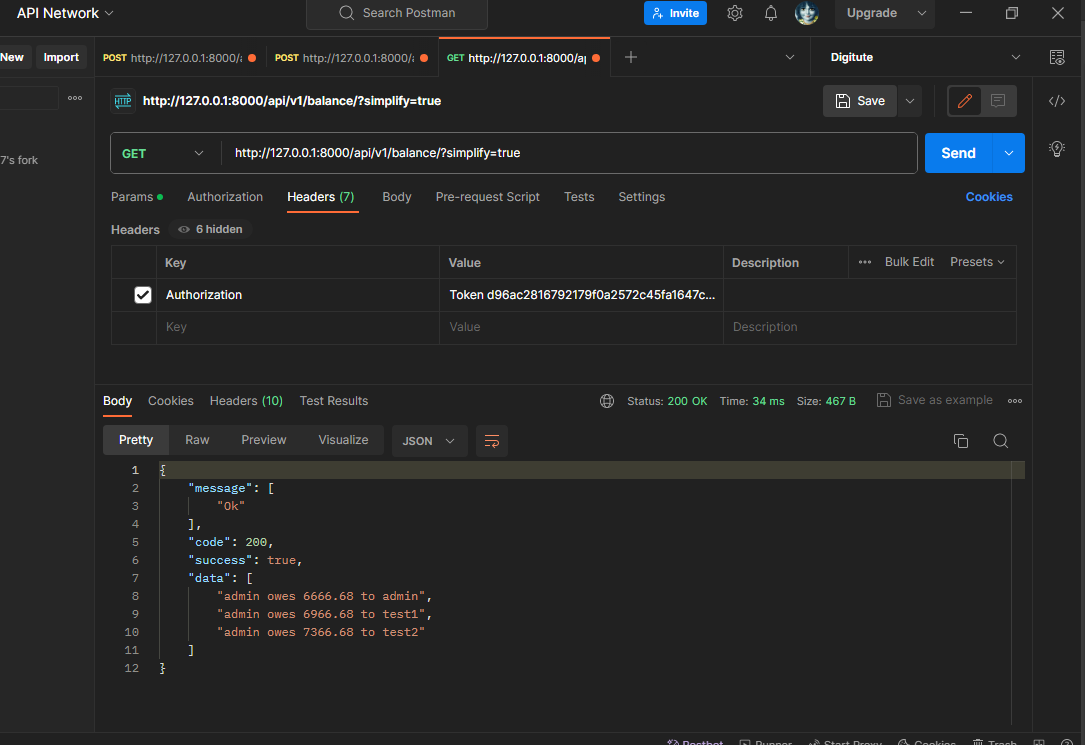 API Network
Search Postman
Invite
Upgrade
New
Import
POST http://127.0.0.1:8000/
POST http://127.0.0.1:8000/
GET http://127.0.0.1:8000/a
Digitute
HTTP http://127.0.0.1:8000/api/v1/balance/?simplify=true
Save
7's fork
GET http://127.0.0.1:8000/api/v1/balance/?simplify=true
Send
Params Authorization Headers (7) Body Pre-request Script Tests Settings Cookies
Headers 6 hidden
Key Value Description ••• Bulk Edit Presets
Authorization Token d96ac2816792179f0a2572c45fa1647c...
Key Value Description
Body Cookies Headers (10) Test Results Status: 200 OK Time: 34 ms Size: 467 B Save as example
Pretty Raw Preview Visualize JSON
1 {
2 "message": [
3 "Ok"
4 ],
5 "code": 200,
6 "success": true,
7 "data": [
8 "admin owes 6666.68 to admin",
9 "admin owes 6966.68 to test1",
10 "admin owes 7366.68 to test2"
11 ]
12 }
Postbot Runner Start Proxy Cookies Trash